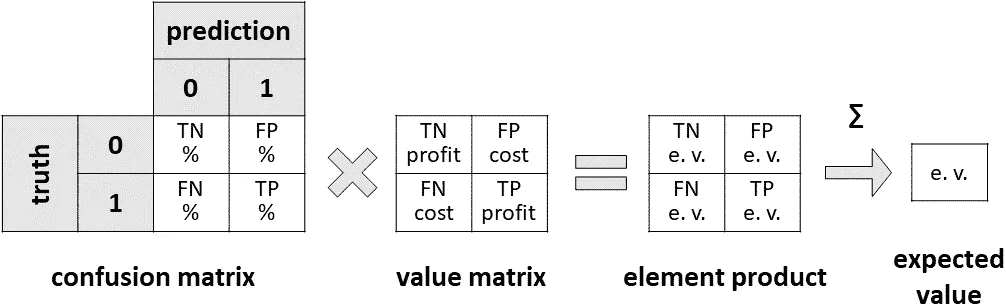 prediction
0 1
truth
0
TN FP
% %
1
FN TP
% %
confusion matrix
TN FP
profit cost
FN TP
cost profit
value matrix
=
TN FP
e. v. e. v.
FN TP
e. v. e. v.
element product
Σ
e. v.
expected
value